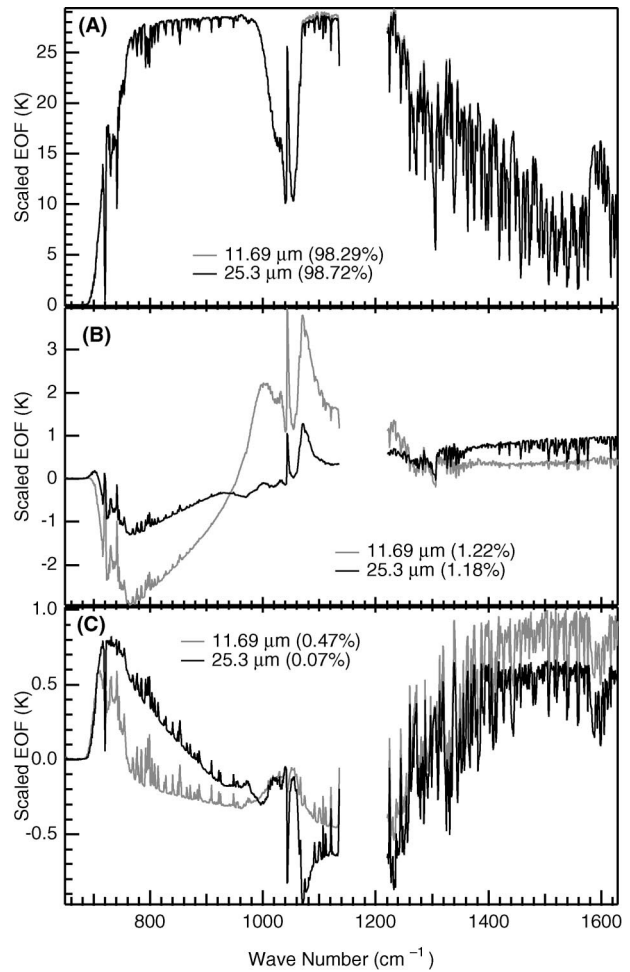 (A)
Scaled EOF (K)
25
20
15
10
5
0
11.69 µm (98.29%)
25.3 µm (98.72%)
(B)
Scaled EOF (K)
3
2
1
0
-1
-2
11.69 µm (1.22%)
25.3 µm (1.18%)
(C)
Scaled EOF (K)
1.0
0.5
0.0
-0.5
11.69 µm (0.47%)
25.3 µm (0.07%)
800 1000 1200 1400 1600
Wave Number (cm⁻¹)